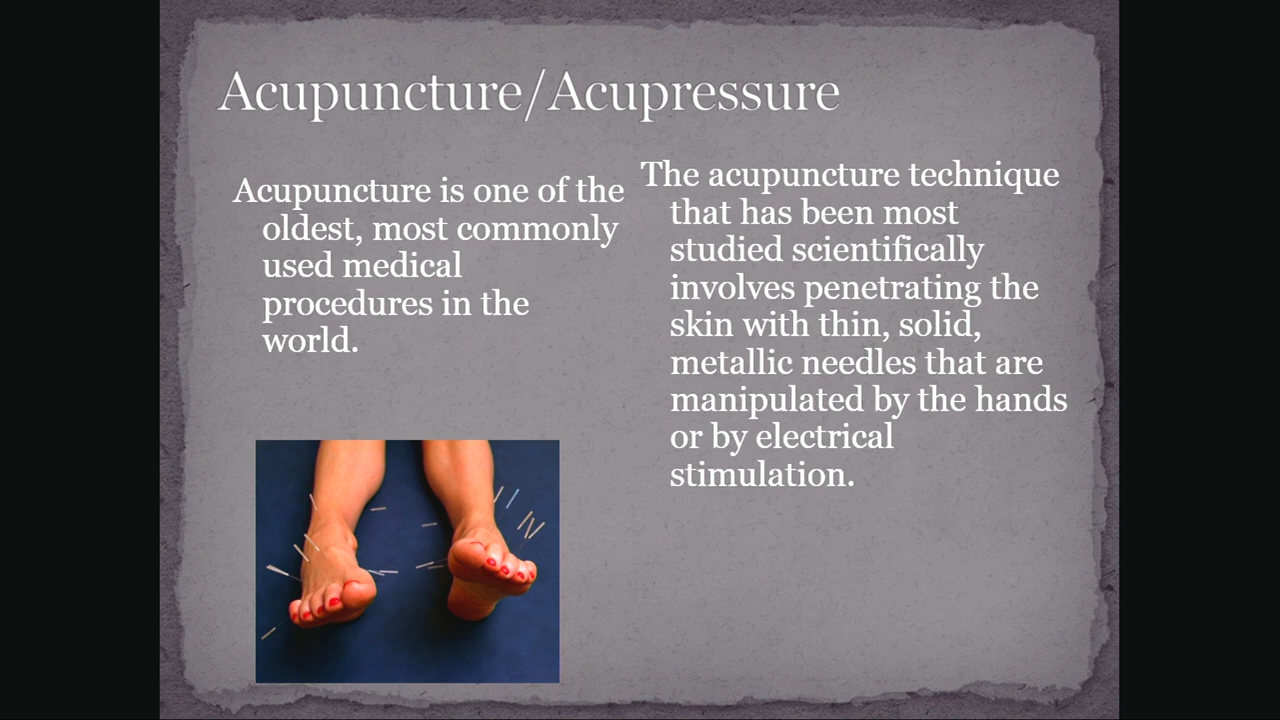 Acupuncture/Acupressure
Acupuncture is one of the
oldest, most commonly
used medical
procedures in the
world.
The acupuncture technique
that has been most
studied scientifically
involves penetrating the
skin with thin, solid,
metallic needles that are
manipulated by the hands
or by electrical
stimulation.